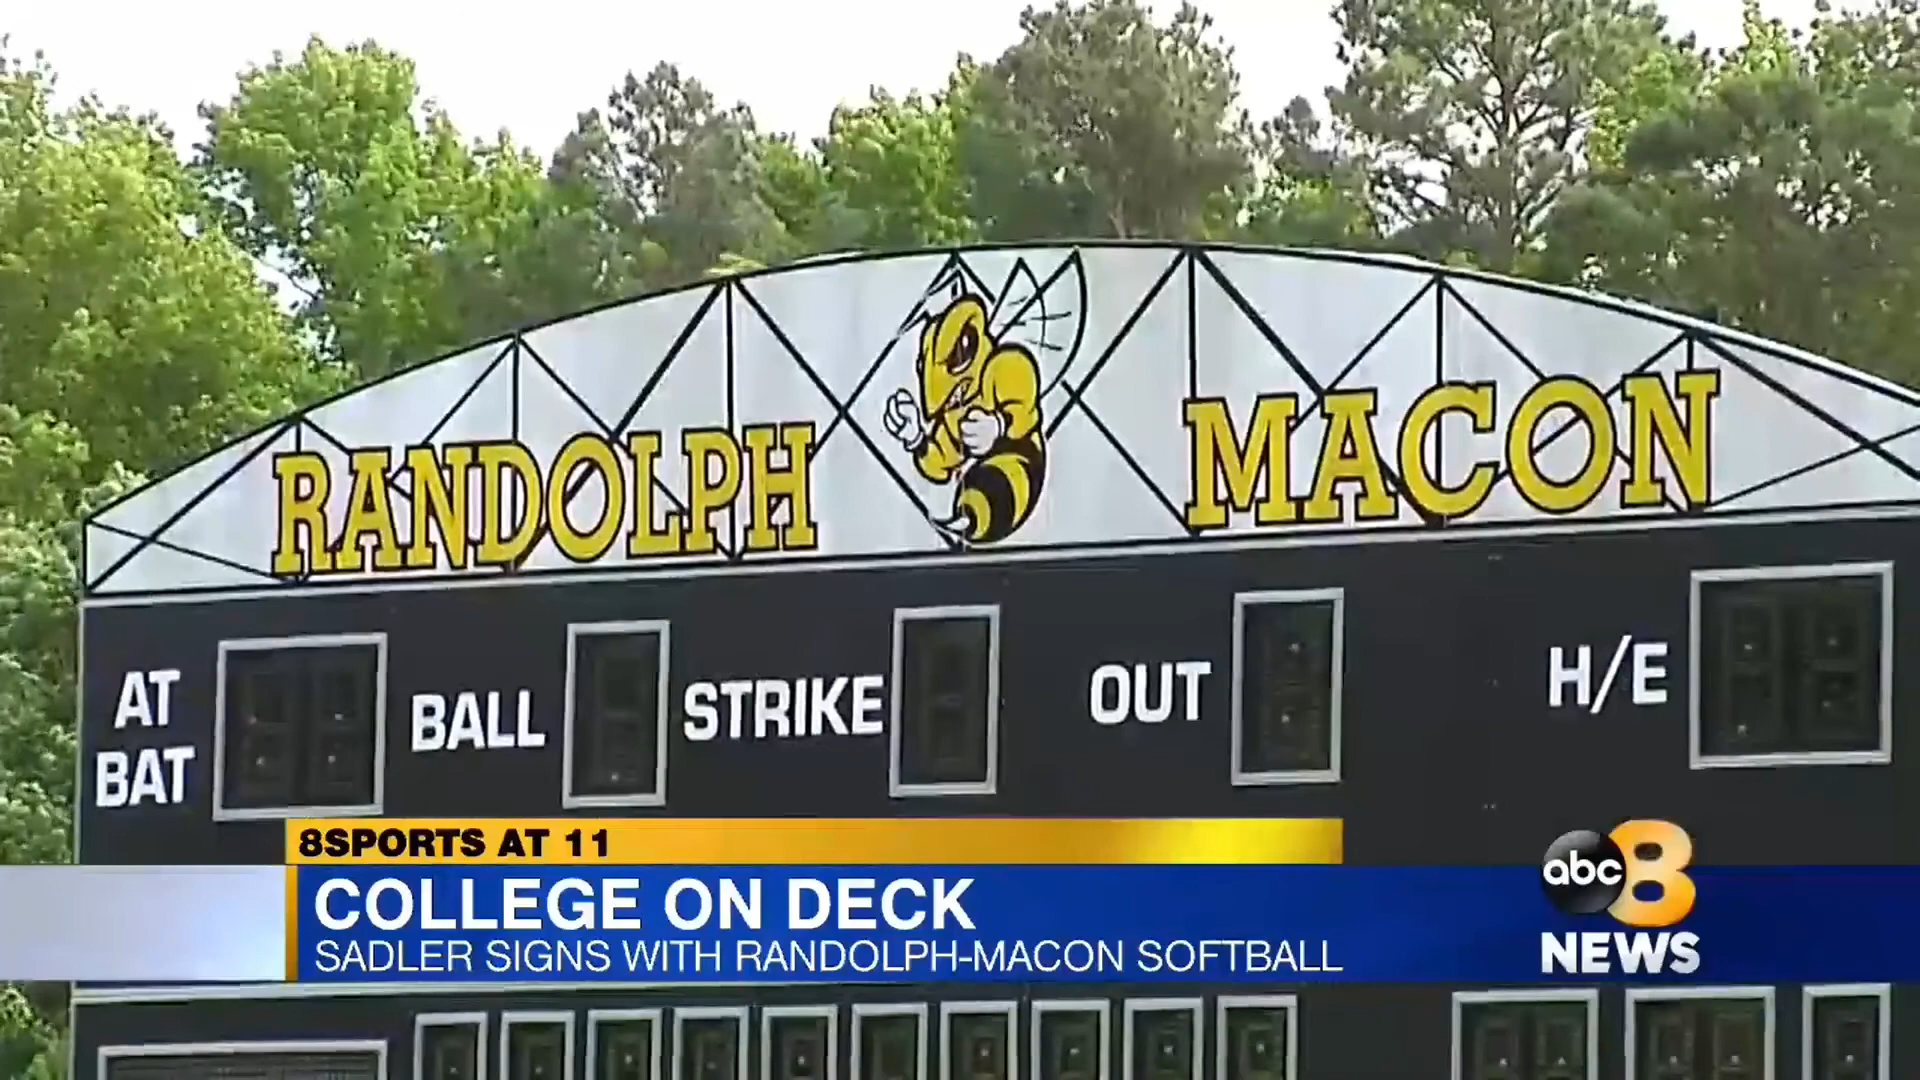 RANDOLPH MACON
AT BAT BALL STRIKE OUT H/E
8SPORTS AT 11
COLLEGE ON DECK
SADLER SIGNS WITH RANDOLPH-MACON SOFTBALL
abc 8
NEWS